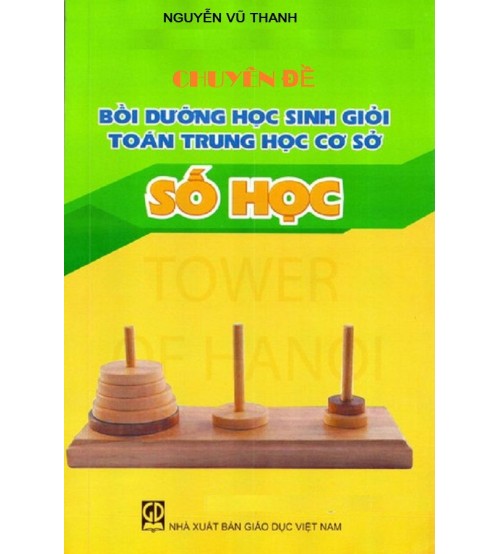 NGUYỄN VŨ THANH
CHUYÊN ĐỀ
BỒI DƯỠNG HỌC SINH GIỎI
TOÁN TRUNG HỌC CƠ SỞ
SỐ HỌC
TOWER
OF HANOI
GD
NHÀ XUẤT BẢN GIÁO DỤC VIỆT NAM